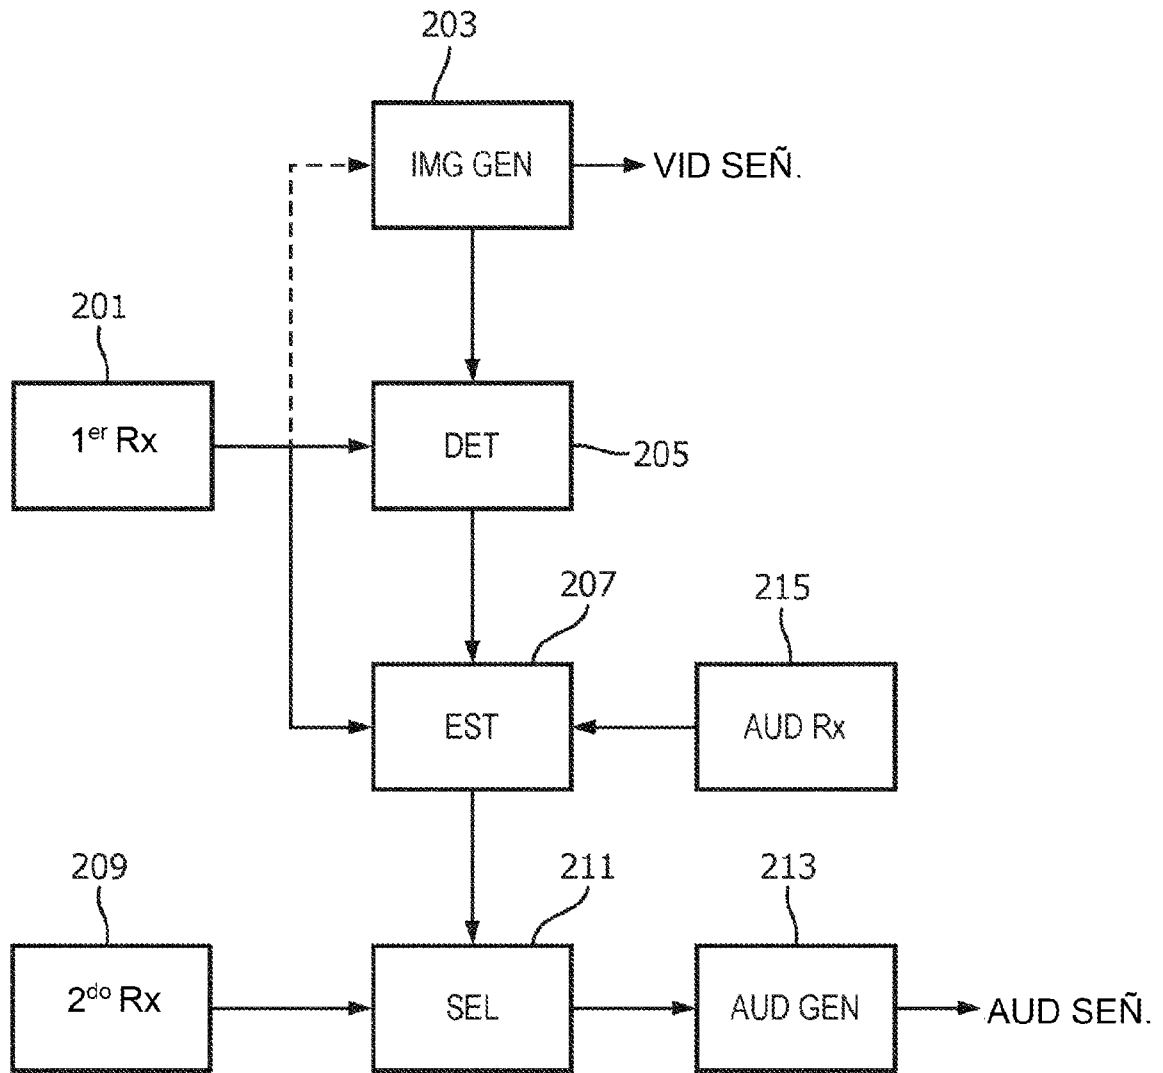 203
IMG GEN
VID SEÑ.
201
1er Rx
DET
205
207
215
EST
AUD Rx
209
211
213
2do Rx
SEL
AUD GEN
AUD SEÑ.